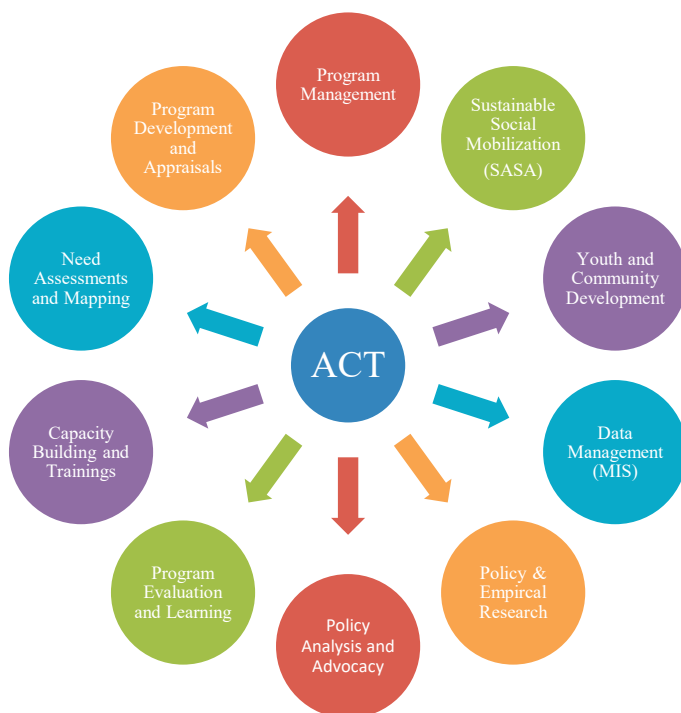 Program
Management
Sustainable
Social
Mobilization
(SASA)
Youth and
Community
Development
Data
Management
(MIS)
Policy &
Empircal
Research
Policy
Analysis and
Advocacy
Program
Evaluation
and Learning
Capacity
Building and
Trainings
Need
Assessments
and Mapping
Program
Development
and
Appraisals
ACT